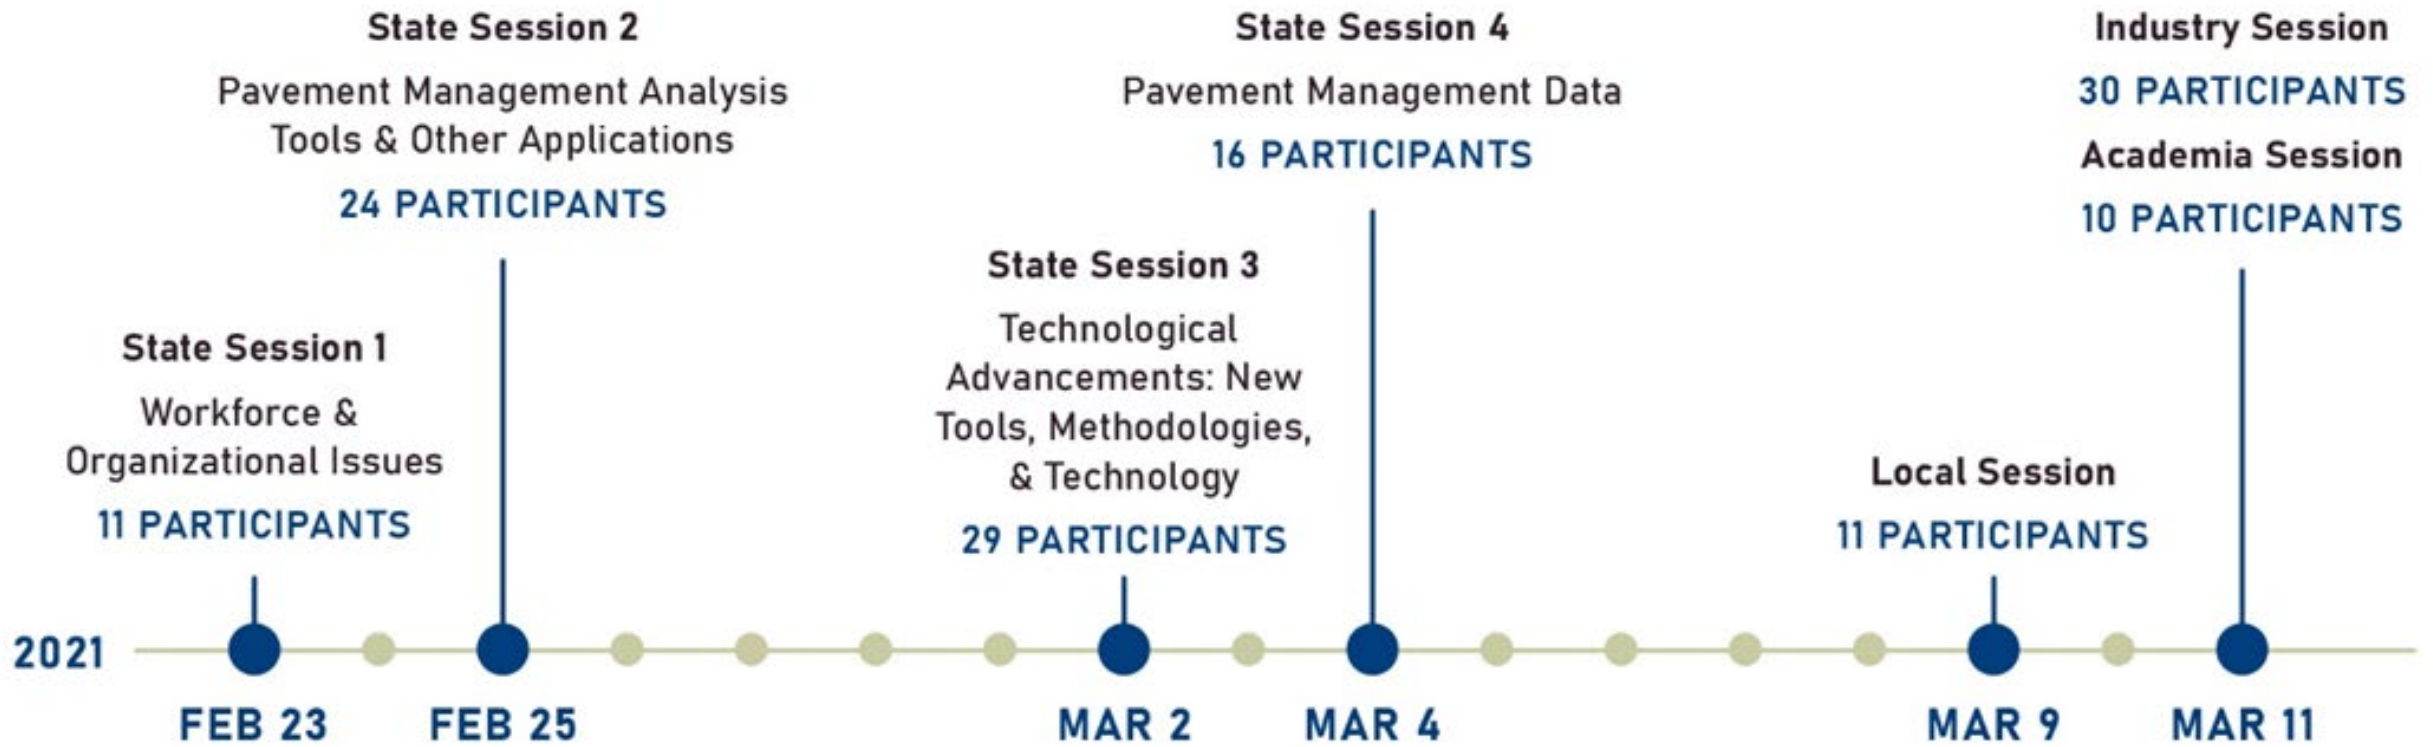 State Session 2
Pavement Management Analysis
Tools & Other Applications
24 PARTICIPANTS
State Session 4
Pavement Management Data
16 PARTICIPANTS
Industry Session
30 PARTICIPANTS
Academia Session
10 PARTICIPANTS
State Session 1
Workforce &
Organizational Issues
11 PARTICIPANTS
State Session 3
Technological
Advancements: New
Tools, Methodologies,
& Technology
29 PARTICIPANTS
Local Session
11 PARTICIPANTS
2021
FEB 23
FEB 25
MAR 2
MAR 4
MAR 9
MAR 11